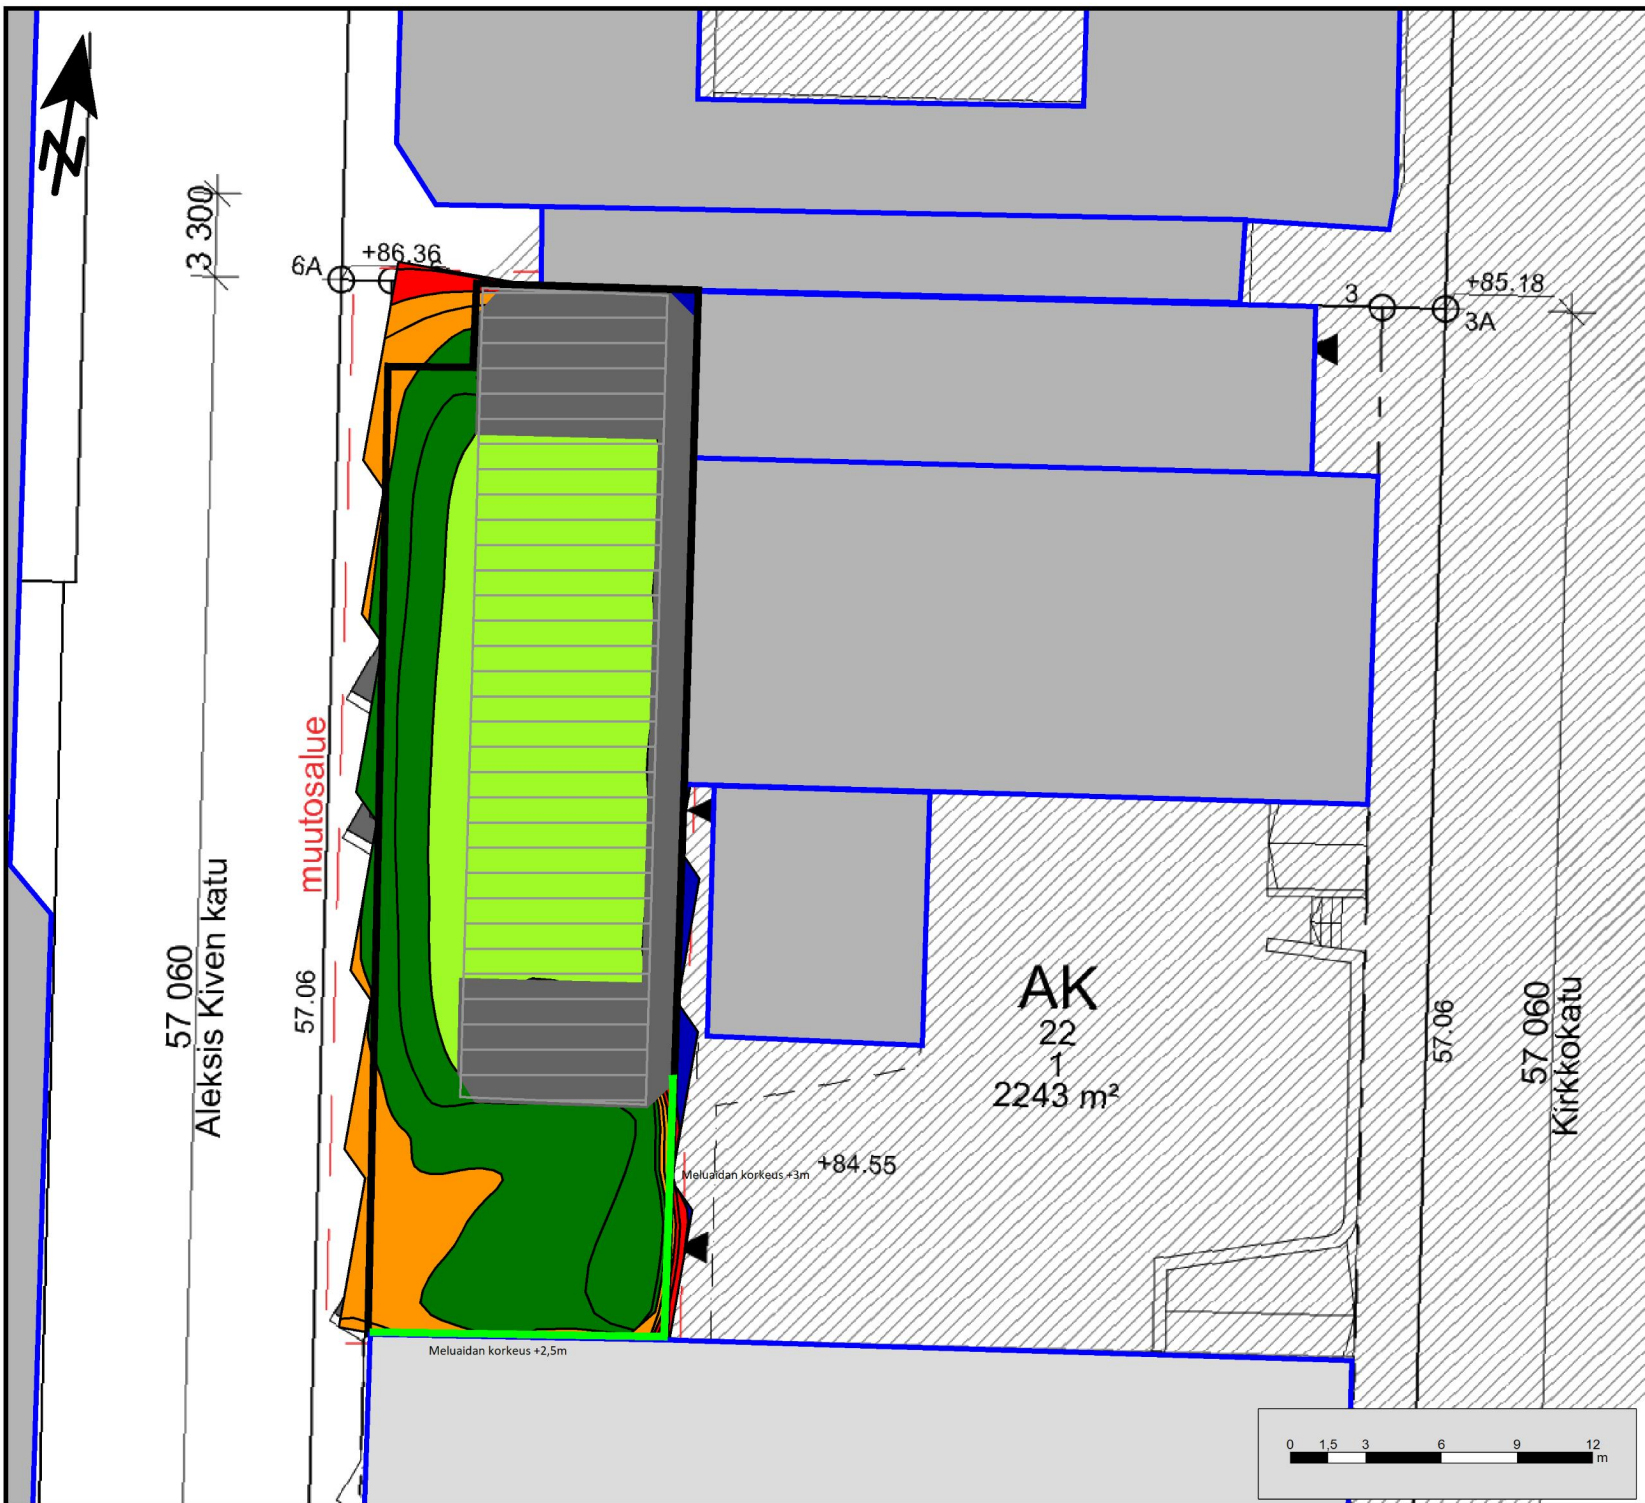 N
3 300
6A
+86.36
3
+85.18
3A
muutosalue
57 060
Aleksis Kiven katu
57.06
AK
22
1
2243 m²
57.06
57 060
Kirkkokatu
Meluaidan korkeus +3m
+84.55
Meluaidan korkeus +2,5m
0 1,5 3 6 9 12
m